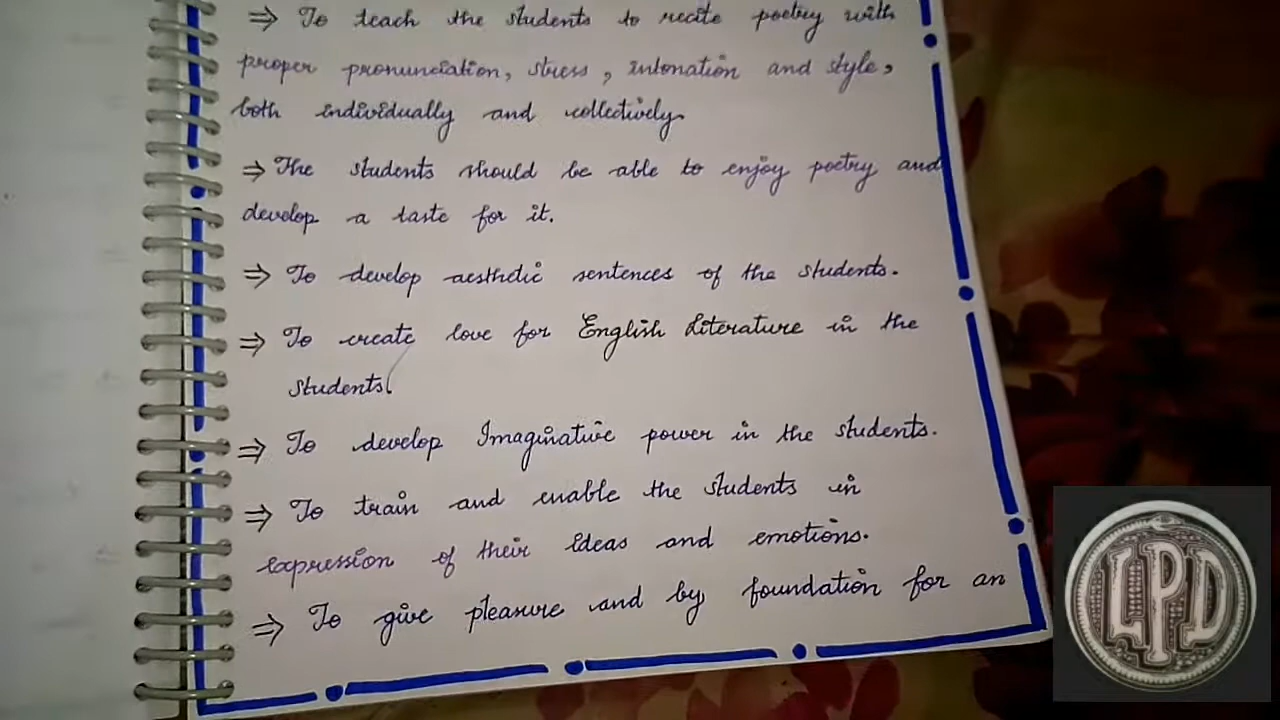 ⇒ To teach the students to recite poetry with
proper pronunciation, stress, intonation and style,
both individually and collectively.
⇒ The students should be able to enjoy poetry and
develop a taste for it.
⇒ To develop aesthetic sentences of the students.
⇒ To create love for English Literature in the
students.
⇒ To develop Imaginative power in the students.
⇒ To train and enable the students in
expression of their ideas and emotions.
⇒ To give pleasure and by foundation for an
LPD